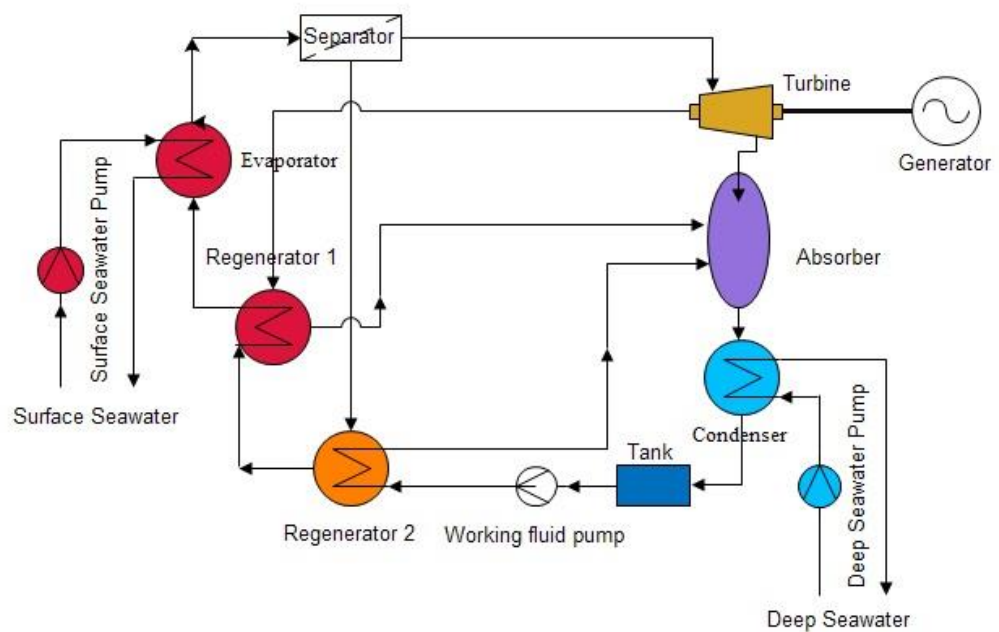 Separator
Turbine
Generator
Evaporator
Surface Seawater Pump
Regenerator 1
Absorber
Surface Seawater
Condenser
Deep Seawater Pump
Tank
Regenerator 2
Working fluid pump
Deep Seawater